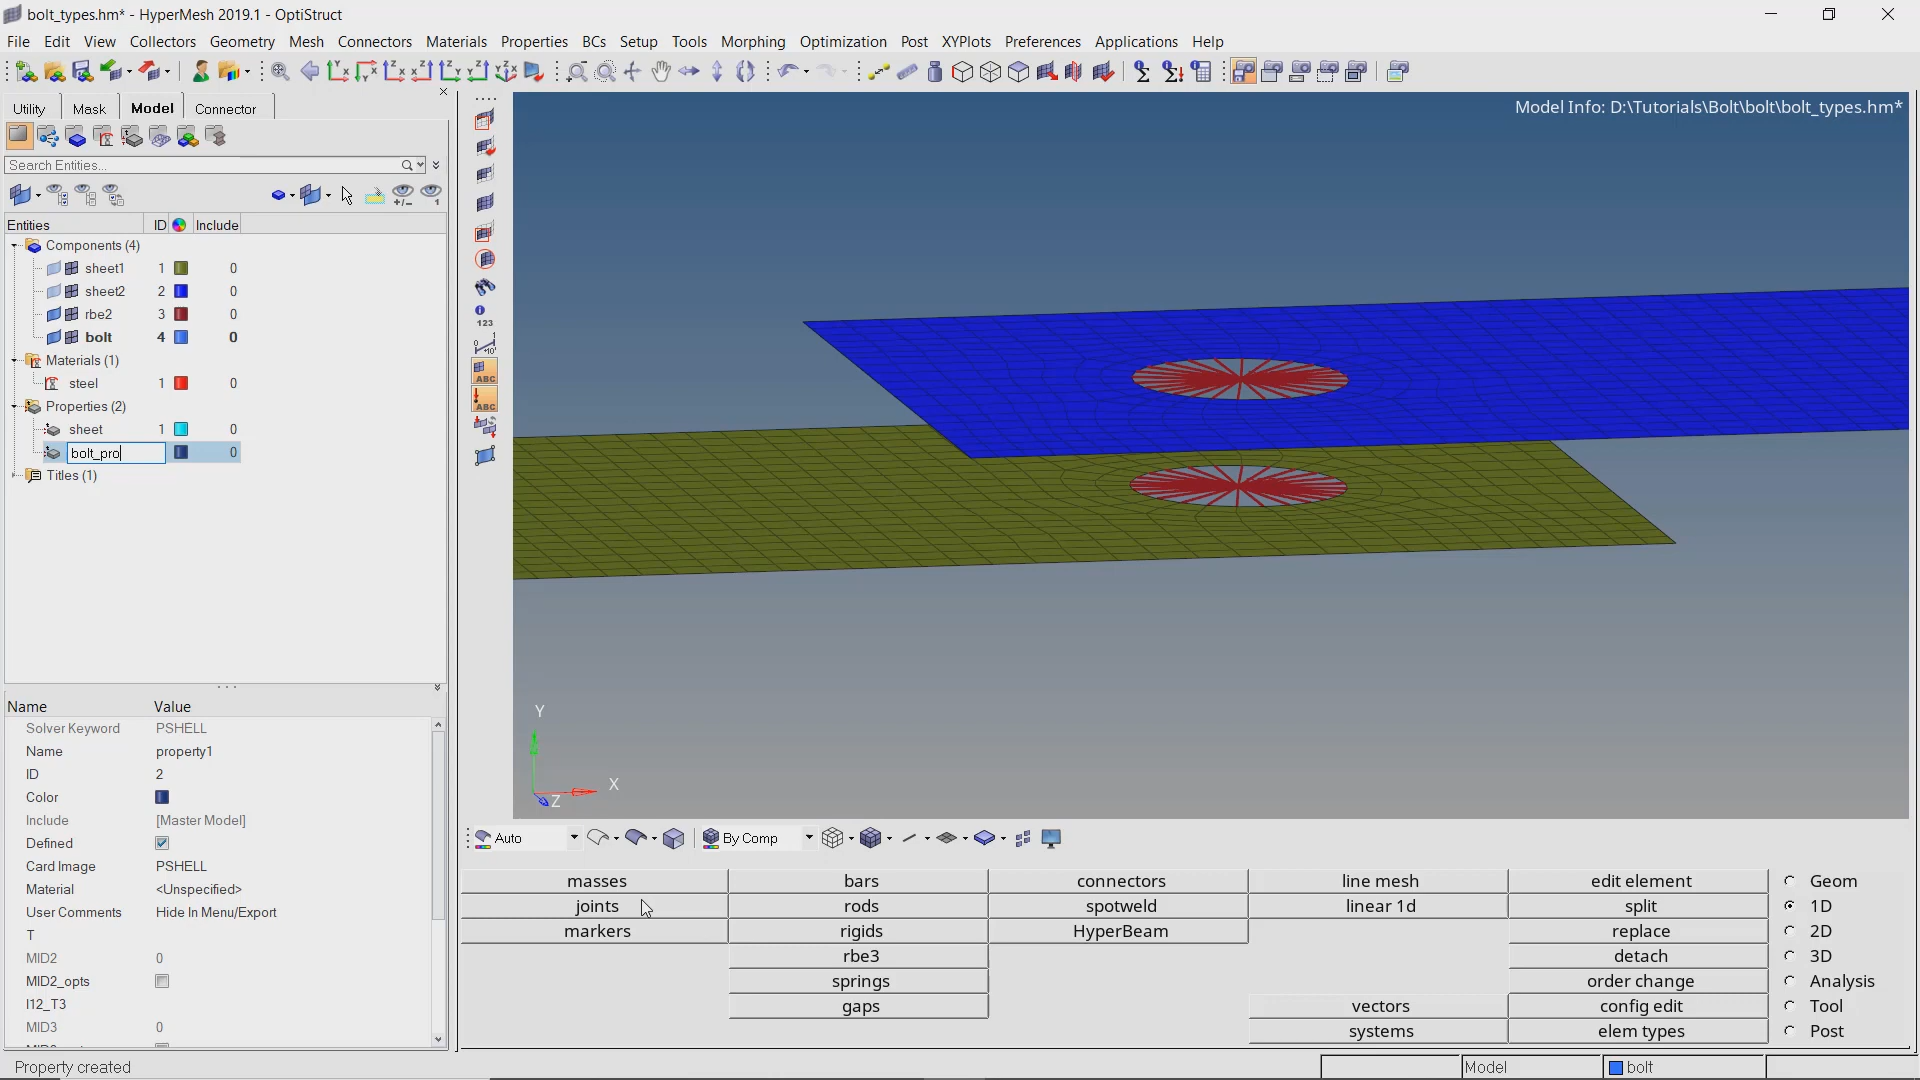 bolt_types.hm* - HyperMesh 2019.1 - OptiStruct
File Edit View Collectors Geometry Mesh Connectors Materials Properties BCs Setup Tools Morphing Optimization Post XYPlots Preferences Applications Help
Utility Mask Model Connector
Model Info: D:\Tutorials\Bolt\bolt\bolt_types.hm*
Search Entities...
Entities ID Include
Components (4)
sheet1 1 0
sheet2 2 0
rbe2 3 0
bolt 4 0
Materials (1)
steel 1 0
Properties (2)
sheet 1 0
bolt_pro 0
Titles (1)
Name Value
Solver Keyword PSHELL
Name property1
ID 2
Color
Include [Master Model]
Defined
Card Image PSHELL
Material <Unspecified>
User Comments Hide In Menu/Export
T
MID2 0
MID2_opts
I12_T3
MID3 0
Y
X
Z
Auto By Comp
masses bars connectors line mesh edit element Geom
joints rods spotweld linear 1d split 1D
markers rigids HyperBeam replace 2D
rbe3 detach 3D
springs order change Analysis
gaps vectors config edit Tool
systems elem types Post
Property created Model bolt